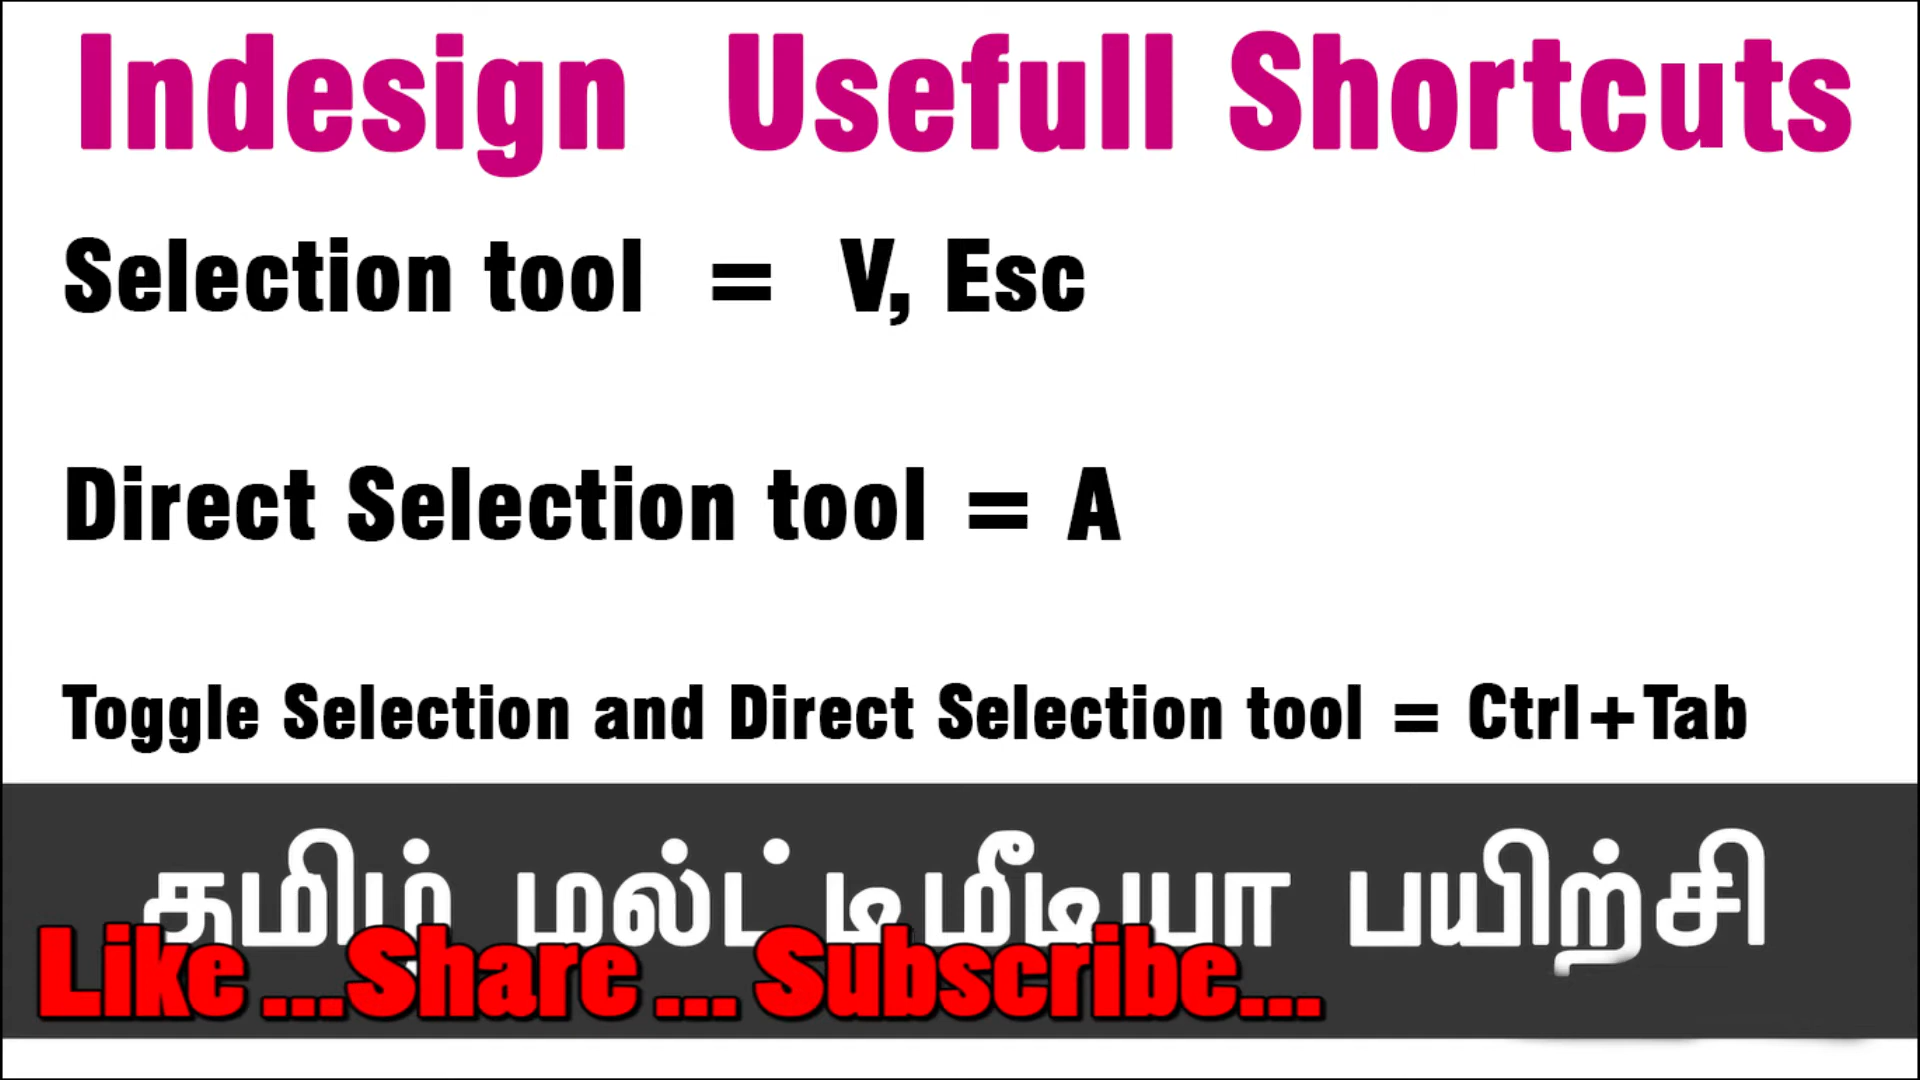 Indesign Usefull Shortcuts
Selection tool = V, Esc
Direct Selection tool = A
Toggle Selection and Direct Selection tool = Ctrl+Tab
தமிழ் மல்ட்டிமீடியா பயிற்சி
Like ...Share ... Subscribe...